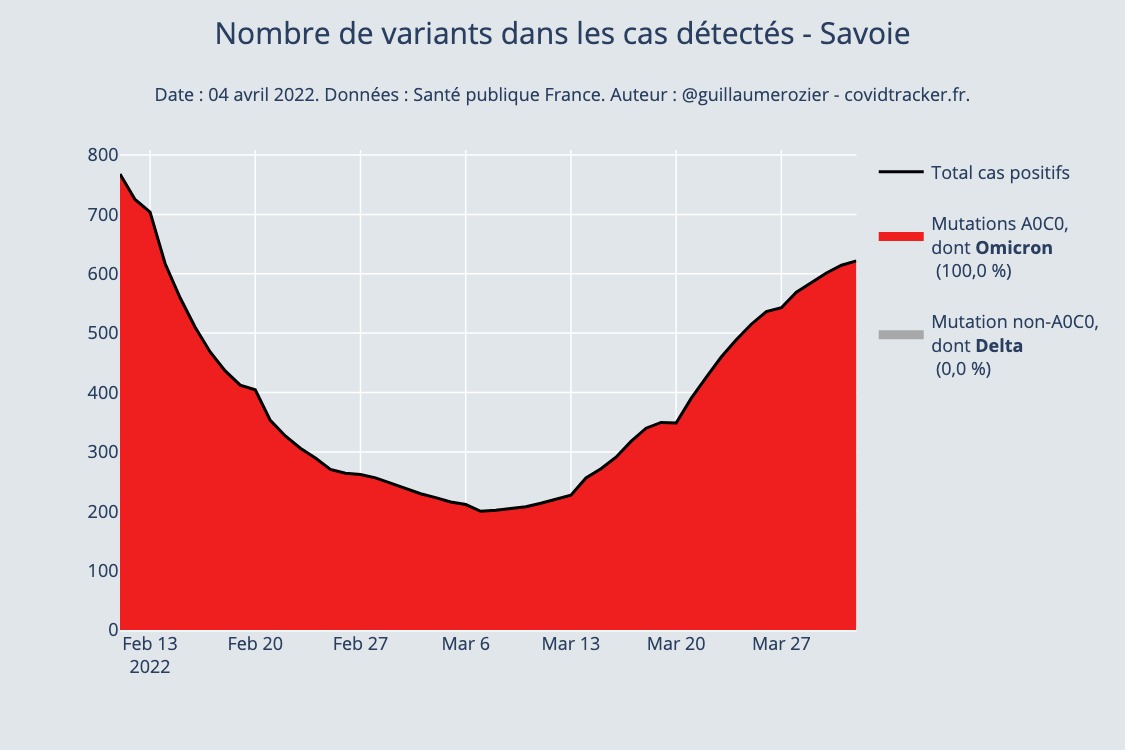 Nombre de variants dans les cas détectés - Savoie
Date : 04 avril 2022. Données : Santé publique France. Auteur : @guillaumerozier - covidtracker.fr.
800
700
600
500
400
300
200
100
0
Feb 13 Feb 20 Feb 27 Mar 6 Mar 13 Mar 20 Mar 27
2022
Total cas positifs
Mutations A0C0,
dont Omicron
(100,0 %)
Mutation non-A0C0,
dont Delta
(0,0 %)